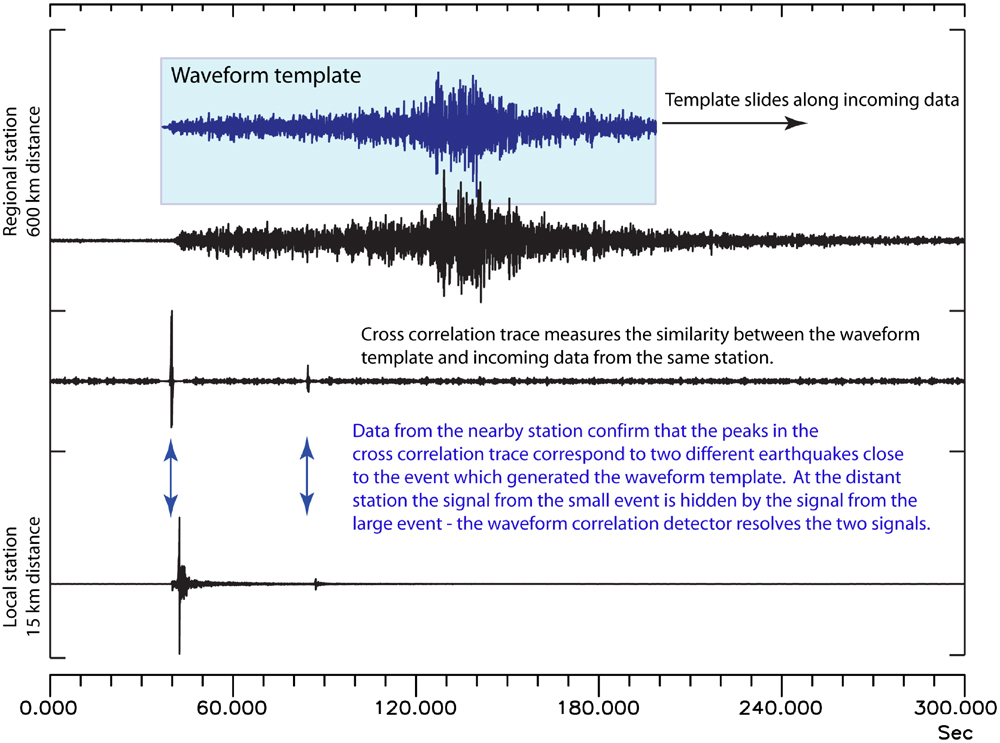 Waveform template
Template slides along incoming data
Regional station
600 km distance
Cross correlation trace measures the similarity between the waveform
template and incoming data from the same station.
Data from the nearby station confirm that the peaks in the
cross correlation trace correspond to two different earthquakes close
to the event which generated the waveform template.  At the distant
station the signal from the small event is hidden by the signal from the
large event - the waveform correlation detector resolves the two signals.
Local station
15 km distance
0.000 60.000 120.000 180.000 240.000 300.000
Sec